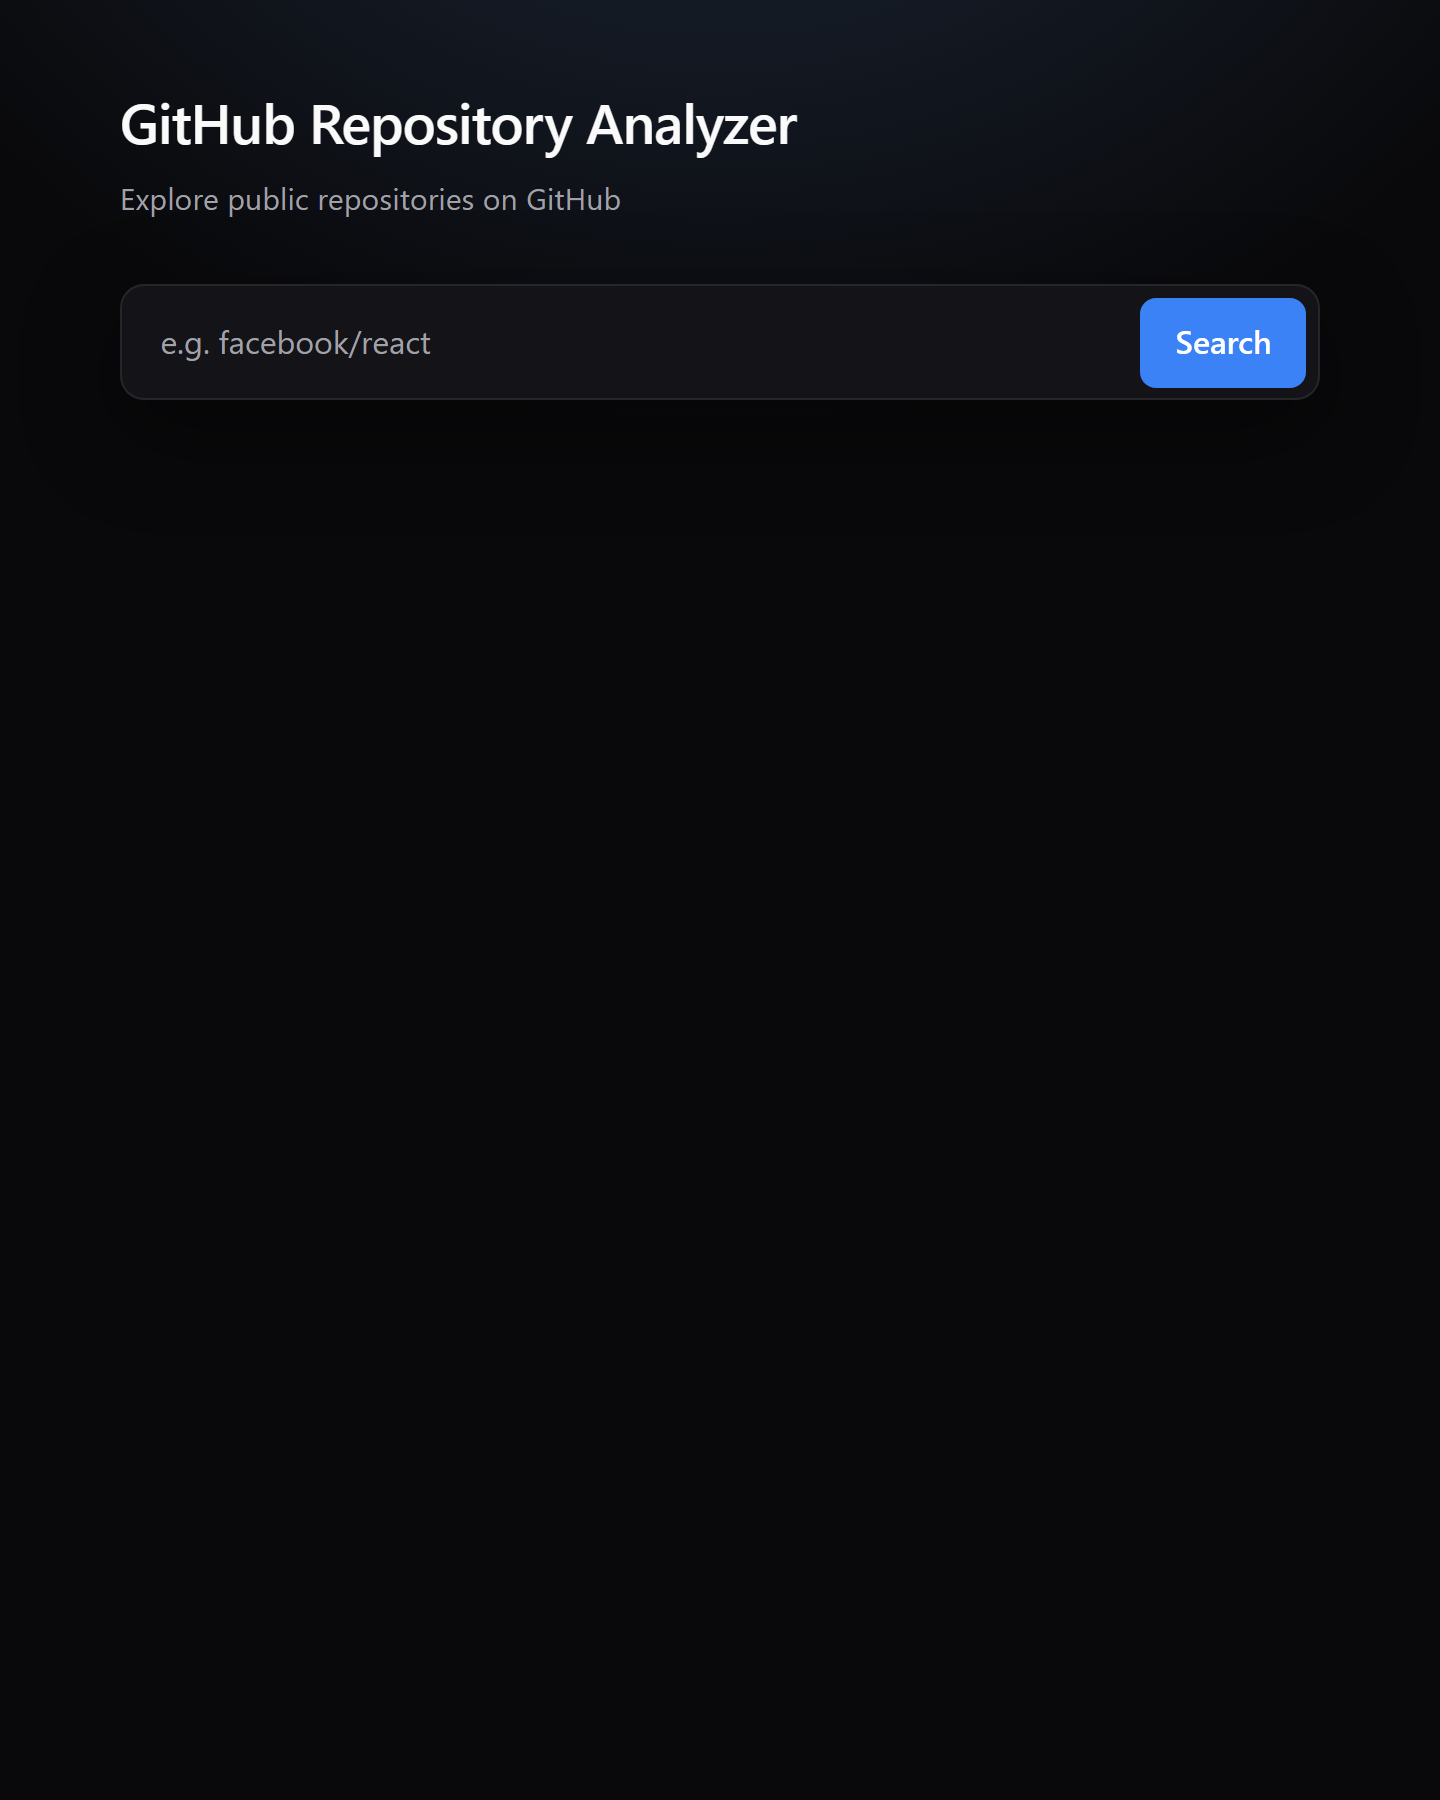 GitHub Repository Analyzer
Explore public repositories on GitHub
e.g. facebook/react
Search